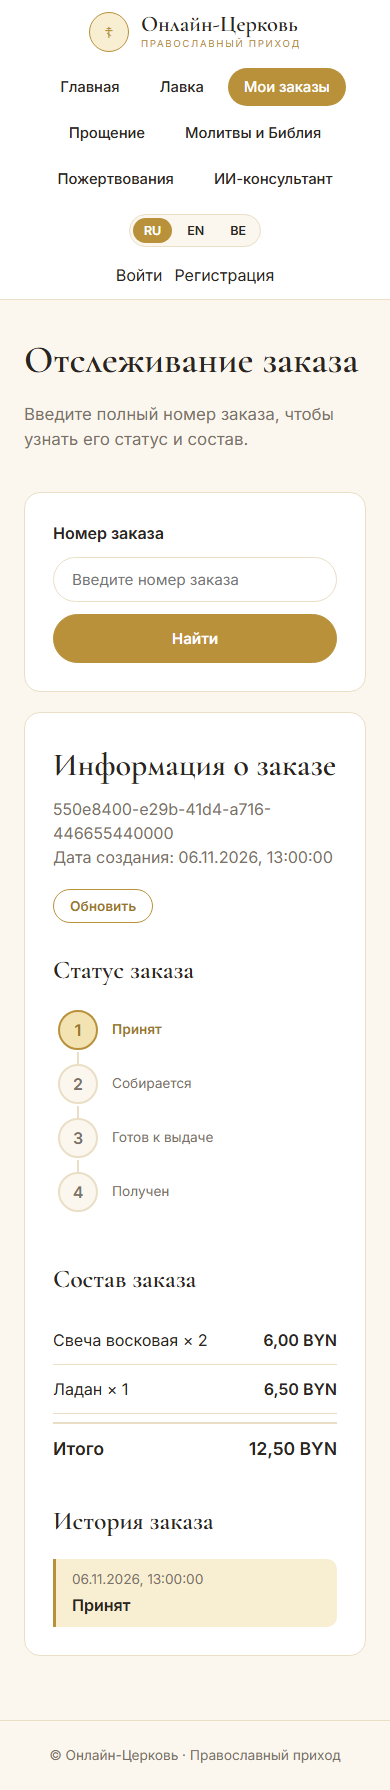 Онлайн-Церковь
ПРАВОСЛАВНЫЙ ПРИХОД
Главная Лавка Мои заказы
Прощение Молитвы и Библия
Пожертвования ИИ-консультант
RU EN BE
Войти Регистрация
Отслеживание заказа
Введите полный номер заказа, чтобы
узнать его статус и состав.
Номер заказа
Введите номер заказа
Найти
Информация о заказе
550e8400-e29b-41d4-a716-
446655440000
Дата создания: 06.11.2026, 13:00:00
Обновить
Статус заказа
1 Принят
2 Собирается
3 Готов к выдаче
4 Получен
Состав заказа
Свеча восковая × 2 6,00 BYN
Ладан × 1 6,50 BYN
Итого 12,50 BYN
История заказа
06.11.2026, 13:00:00
Принят
© Онлайн-Церковь · Православный приход